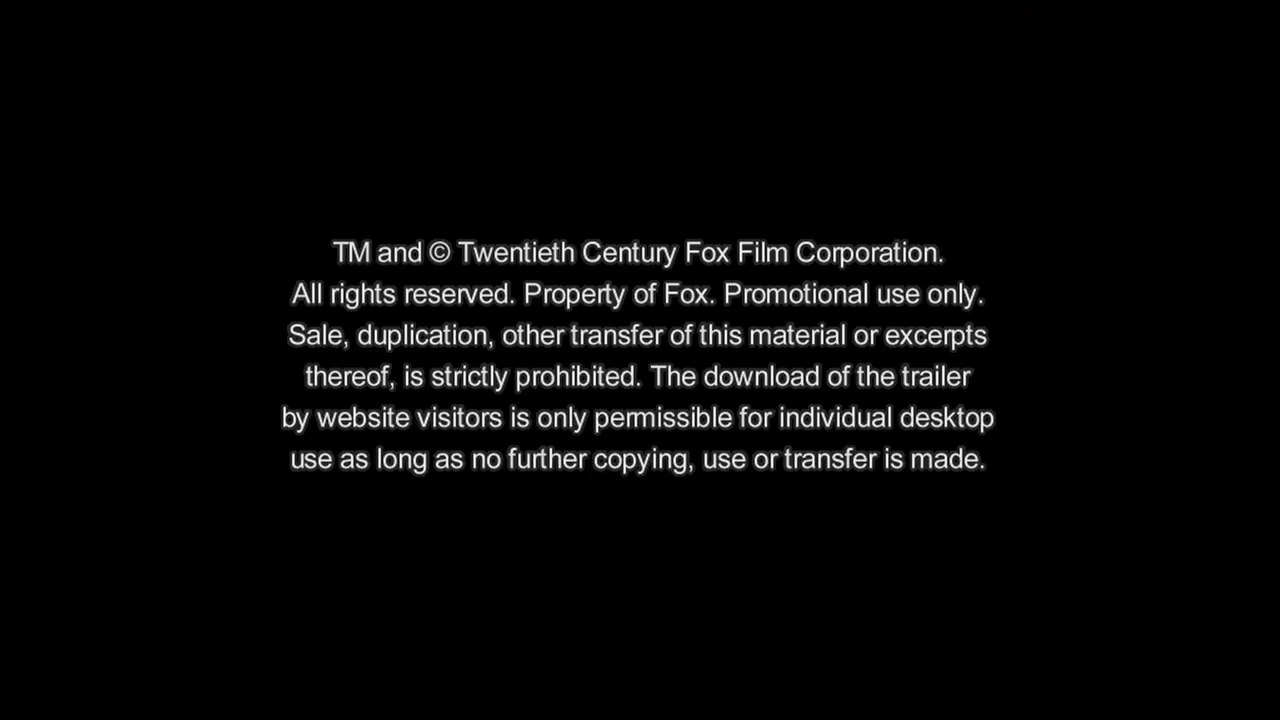 TM and © Twentieth Century Fox Film Corporation.
All rights reserved. Property of Fox. Promotional use only.
Sale, duplication, other transfer of this material or excerpts
thereof, is strictly prohibited. The download of the trailer
by website visitors is only permissible for individual desktop
use as long as no further copying, use or transfer is made.